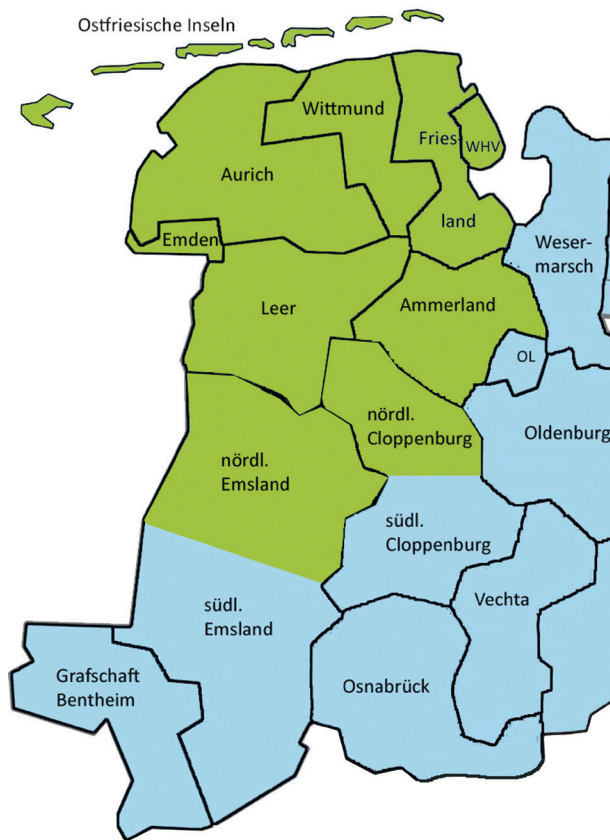 Ostfriesische Inseln
Wittmund
Fries-
WHV
Aurich
land
Emden
Weser-
marsch
Leer
Ammerland
OL
nördl.
Cloppenburg
Oldenburg
nördl.
Emsland
südl.
Cloppenburg
südl.
Emsland
Vechta
Grafschaft
Bentheim
Osnabrück